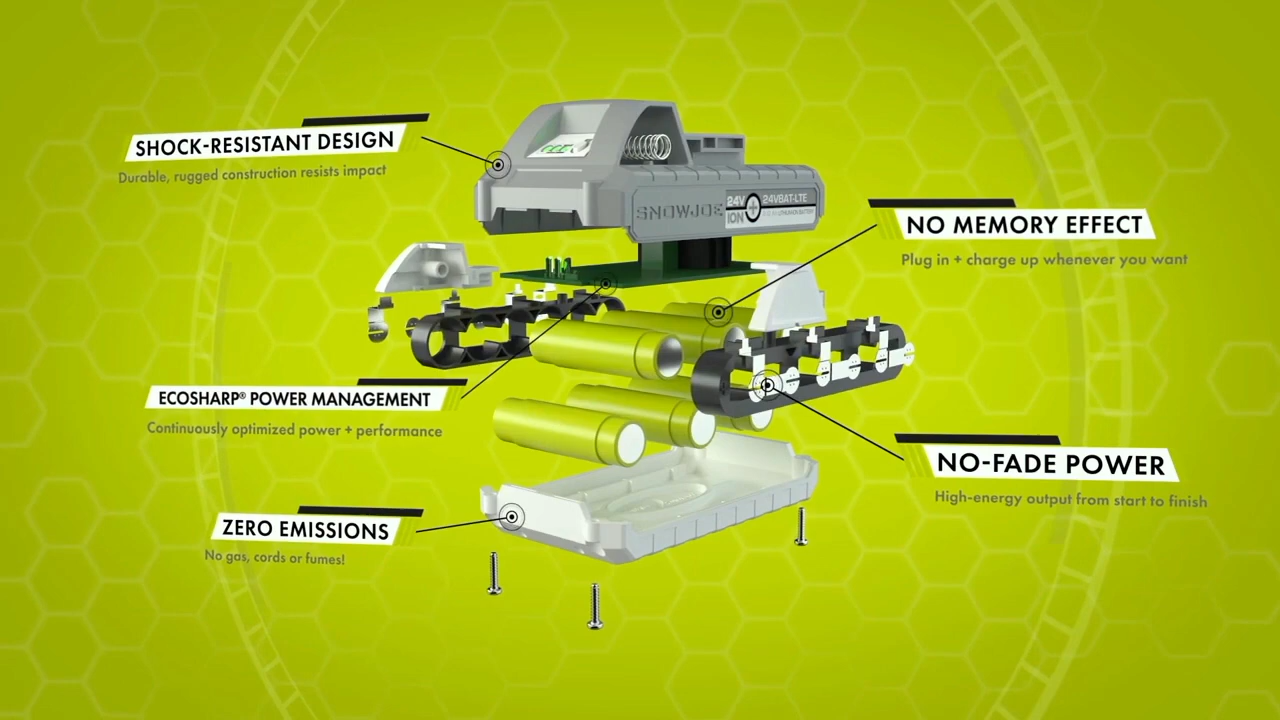 SHOCK-RESISTANT DESIGN
Durable, rugged construction resists impact
24V
ION
24VBAT-LTE
SNOWJOE
NO MEMORY EFFECT
Plug in + charge up whenever you want
ECOSHARP® POWER MANAGEMENT
Continuously optimized power + performance
NO-FADE POWER
High-energy output from start to finish
ZERO EMISSIONS
No gas, cords or fumes!